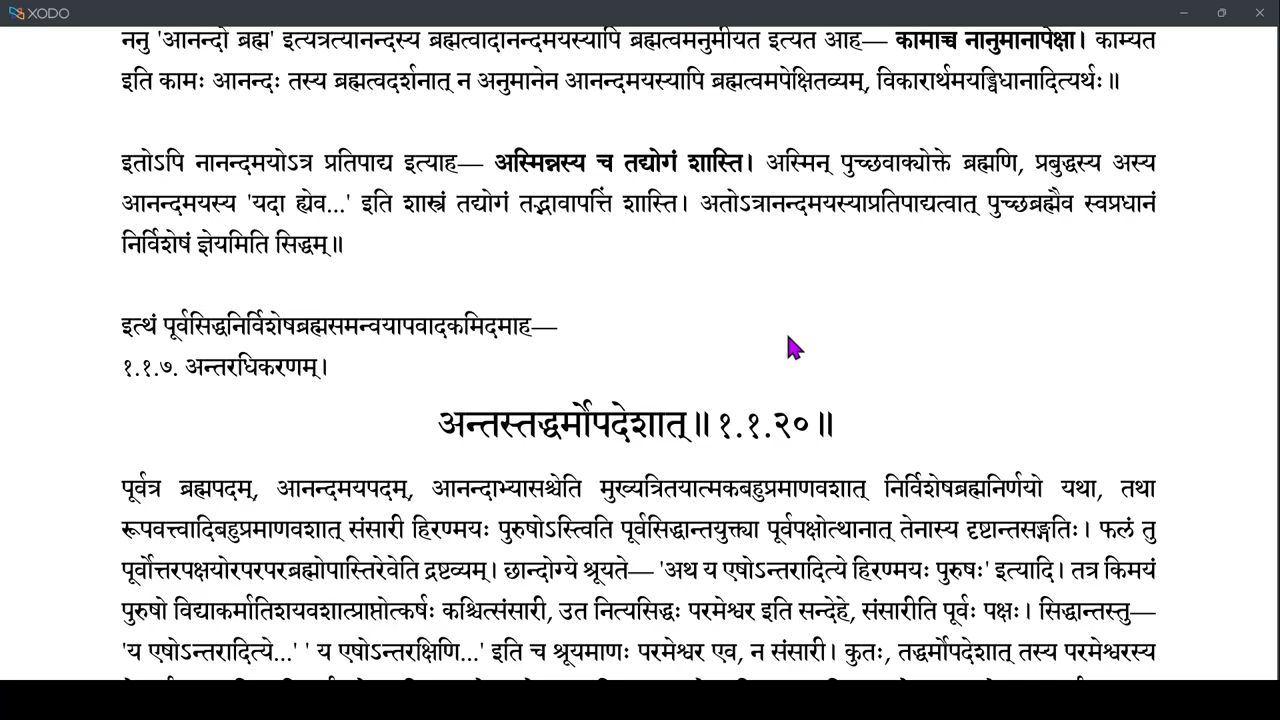 XODO
ननु 'आनन्दो ब्रह्म' इत्यत्रत्यानन्दस्य ब्रह्मत्वादानन्दमयस्यापि ब्रह्मत्वमनुमीयत इत्यत आह— कामाच्च नानुमानापेक्षा। काम्यत
इति कामः आनन्दः तस्य ब्रह्मत्वदर्शनात् न अनुमानेन आनन्दमयस्यापि ब्रह्मत्वमपेक्षितव्यम्, विकारार्थमयड्विधानादित्यर्थः॥
इतोऽपि नानन्दमयोऽत्र प्रतिपाद्य इत्याह— अस्मिन्नस्य च तद्योगं शास्ति। अस्मिन् पुच्छवाक्योक्ते ब्रह्मणि, प्रबुद्धस्य अस्य
आनन्दमयस्य 'यदा ह्येव...' इति शास्त्रं तद्योगं तद्भावापत्तिं शास्ति। अतोऽत्रानन्दमयस्याप्रतिपाद्यत्वात् पुच्छब्रह्मैव स्वप्रधानं
निर्विशेषं ज्ञेयमिति सिद्धम्॥
इत्थं पूर्वसिद्धनिर्विशेषब्रह्मसमन्वयापवादकमिदमाह—
१.१.७. अन्तरधिकरणम्।
अन्तस्तद्धर्मोपदेशात्॥१.१.२०॥
पूर्वत्र ब्रह्मपदम्, आनन्दमयपदम्, आनन्दाभ्यासश्चेति मुख्यत्रितयात्मकबहुप्रमाणवशात् निर्विशेषब्रह्मनिर्णयो यथा, तथा
रूपवत्त्वादिबहुप्रमाणवशात् संसारी हिरण्मयः पुरुषोऽस्त्विति पूर्वसिद्धान्तयुक्त्या पूर्वपक्षोत्थानात् तेनास्य दृष्टान्तसङ्गतिः। फलं तु
पूर्वोत्तरपक्षयोरपरपरब्रह्मोपास्तिरेवेति द्रष्टव्यम्। छान्दोग्ये श्रूयते— 'अथ य एषोऽन्तरादित्ये हिरण्मयः पुरुषः' इत्यादि। तत्र किमयं
पुरुषो विद्याकर्मातिशयवशात्प्राप्तोत्कर्षः कश्चित्संसारी, उत नित्यसिद्धः परमेश्वर इति सन्देहे, संसारीति पूर्वः पक्षः। सिद्धान्तस्तु—
'य एषोऽन्तरादित्ये...' ' य एषोऽन्तरक्षिणि...' इति च श्रूयमाणः परमेश्वर एव, न संसारी। कुतः, तद्धर्मोपदेशात् तस्य परमेश्वरस्य